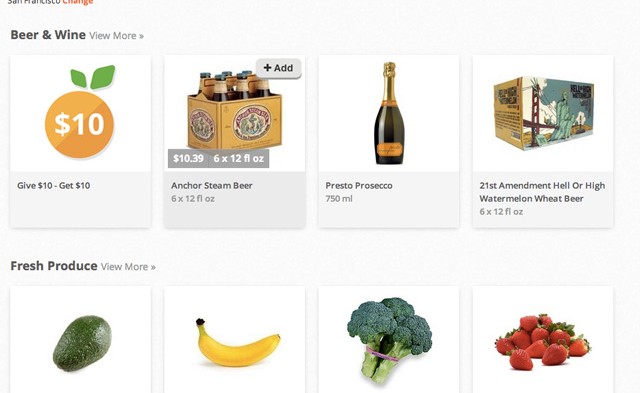 San Francisco Change
Beer & Wine View More »
$10
+ Add
$10.39 6 x 12 fl oz
Give $10 - Get $10
Anchor Steam Beer
6 x 12 fl oz
Presto Prosecco
750 ml
21st Amendment Hell Or High
Watermelon Wheat Beer
6 x 12 fl oz
Fresh Produce View More »